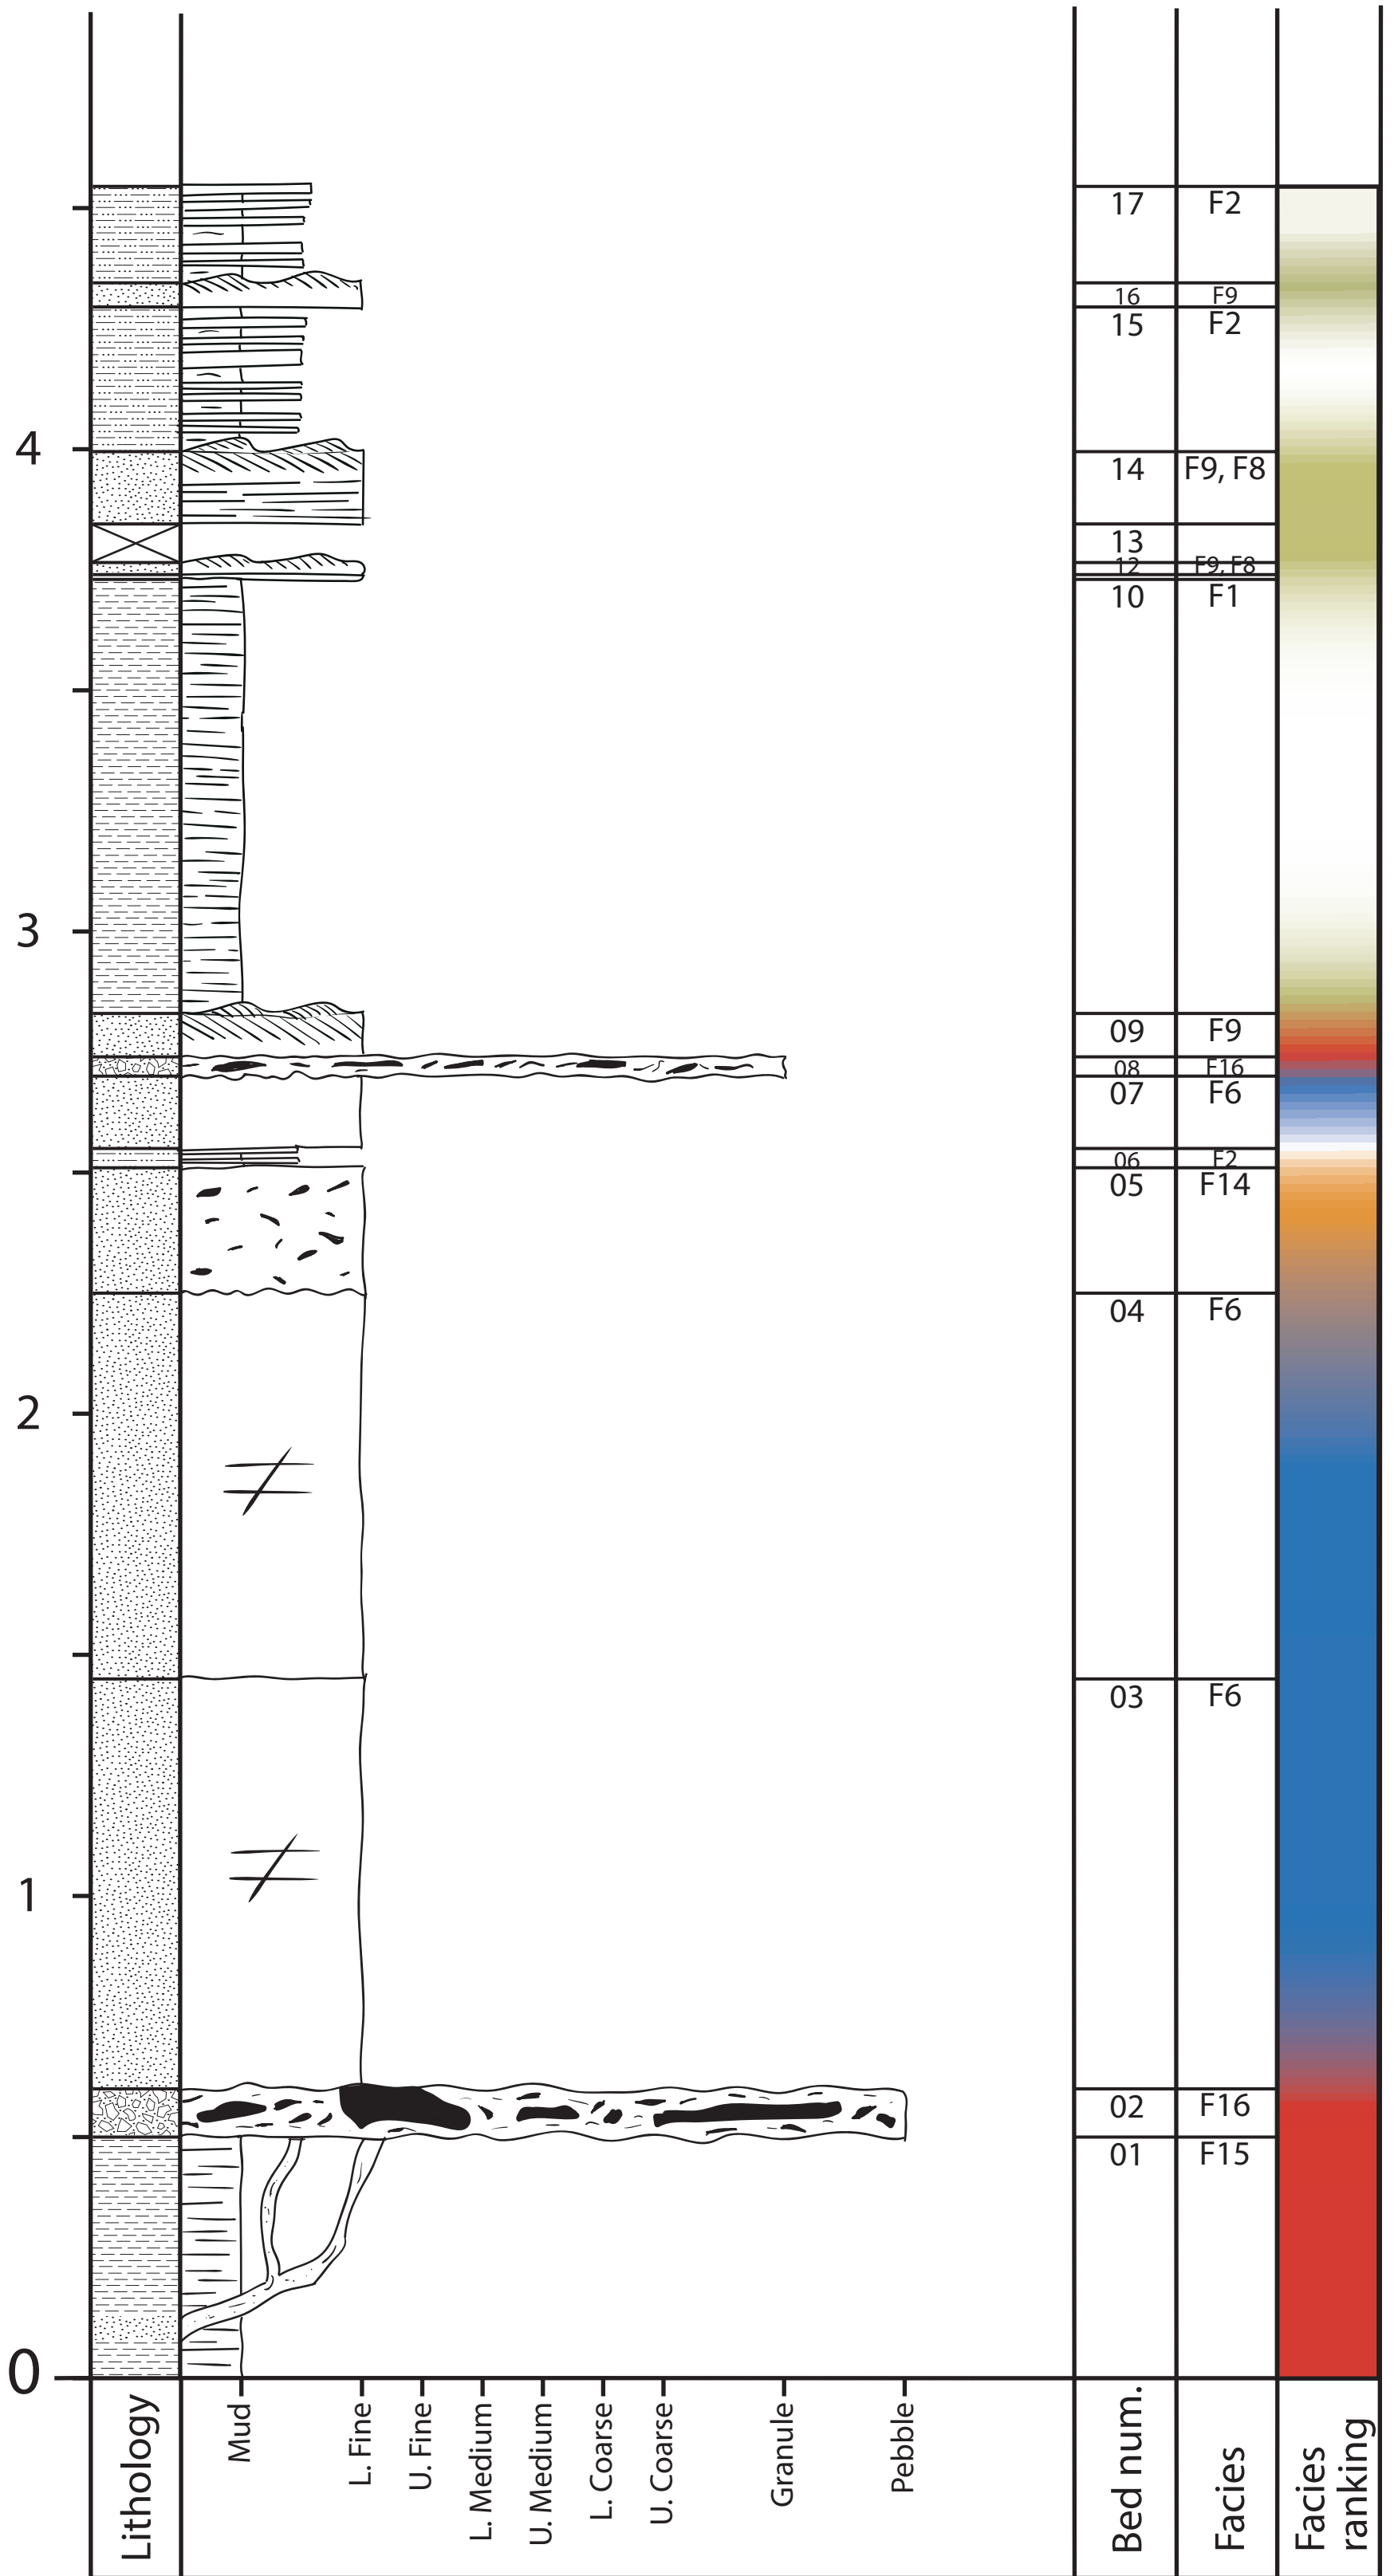 17 F2
16 F9
15 F2
4
14 F9, F8
13
12 F9, F8
10 F1
3
09 F9
08 F16
07 F6
06 F2
05 F14
04 F6
2
03 F6
1
02 F16
01 F15
0
Lithology
Mud
L. Fine
U. Fine
L. Medium
U. Medium
L. Coarse
U. Coarse
Granule
Pebble
Bed num.
Facies
Facies
ranking